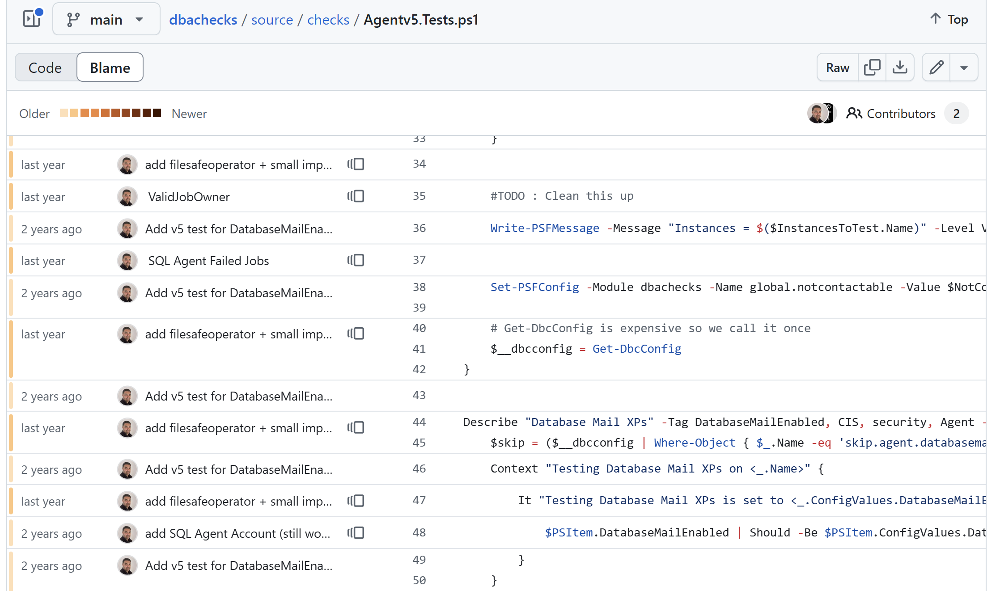 main dbachecks / source / checks / Agentv5.Tests.ps1 Top
Code Blame Raw
Older Newer Contributors 2
33 }
last year add filesafeoperator + small imp... 34
last year ValidJobOwner 35 #TODO : Clean this up
2 years ago Add v5 test for DatabaseMailEna... 36 Write-PSFMessage -Message "Instances = $($InstancesToTest.Name)" -Level V
last year SQL Agent Failed Jobs 37
2 years ago Add v5 test for DatabaseMailEna... 38 Set-PSFConfig -Module dbachecks -Name global.notcontactable -Value $NotCo
39
last year add filesafeoperator + small imp... 40 # Get-DbcConfig is expensive so we call it once
41 $__dbcconfig = Get-DbcConfig
42 }
2 years ago Add v5 test for DatabaseMailEna... 43
last year add filesafeoperator + small imp... 44 Describe "Database Mail XPs" -Tag DatabaseMailEnabled, CIS, security, Agent -
45 $skip = ($__dbcconfig | Where-Object { $_.Name -eq 'skip.agent.databasema
2 years ago Add v5 test for DatabaseMailEna... 46 Context "Testing Database Mail XPs on <_.Name>" {
last year add filesafeoperator + small imp... 47 It "Testing Database Mail XPs is set to <_.ConfigValues.DatabaseMailE
2 years ago add SQL Agent Account (still wo... 48 $PSItem.DatabaseMailEnabled | Should -Be $PSItem.ConfigValues.Dat
2 years ago Add v5 test for DatabaseMailEna... 49 }
50 }